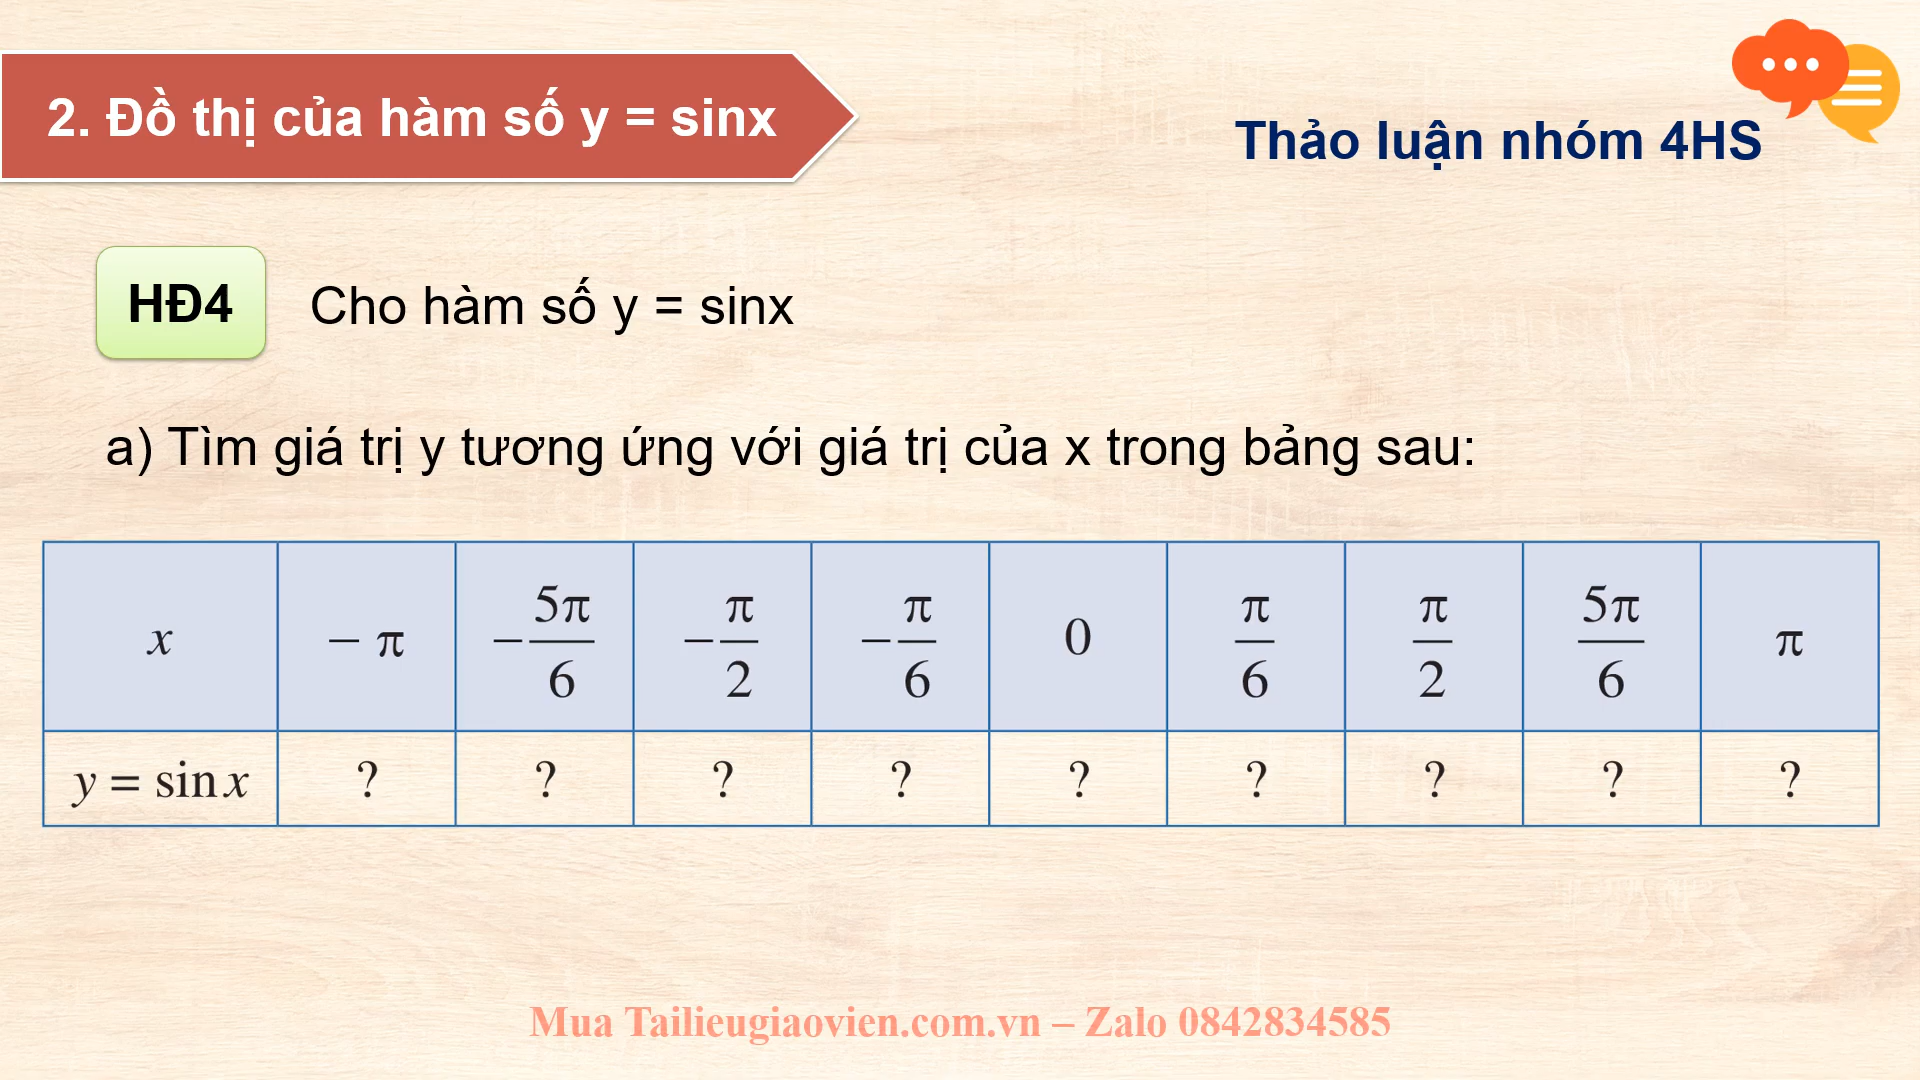 2. Đồ thị của hàm số y = sinx
Thảo luận nhóm 4HS
HĐ4
Cho hàm số y = sinx
a) Tìm giá trị y tương ứng với giá trị của x trong bảng sau:
x | − π | −5π/6 | −π/2 | −π/6 | 0 | π/6 | π/2 | 5π/6 | π
y = sin x | ? | ? | ? | ? | ? | ? | ? | ? | ?
Mua Tailieugiaovien.com.vn – Zalo 0842834585